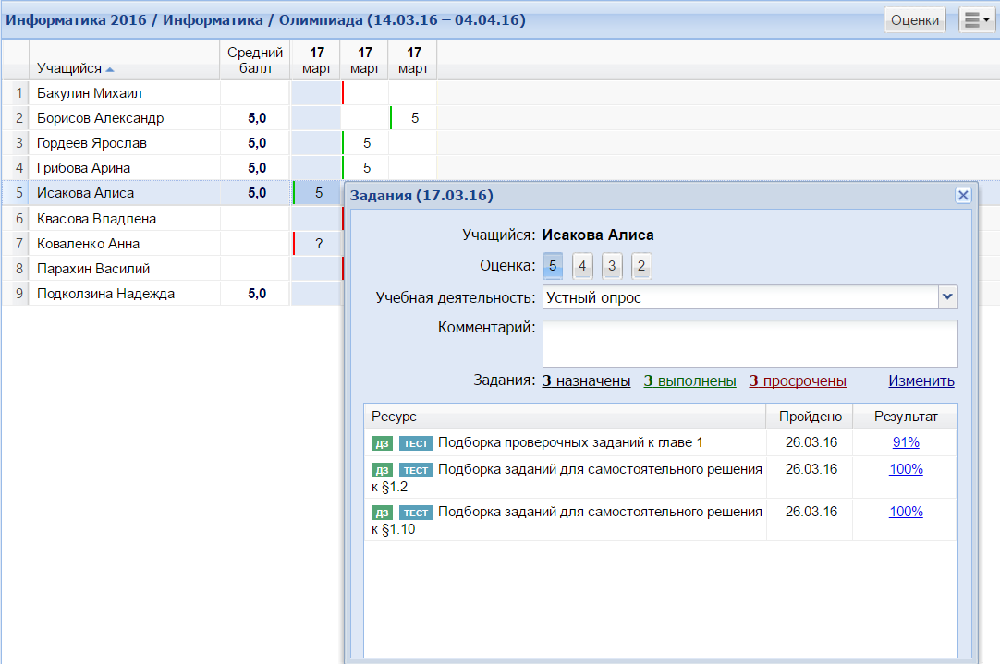 Информатика 2016 / Информатика / Олимпиада (14.03.16 – 04.04.16)
Оценки
Учащийся Средний балл 17 март 17 март 17 март
1 Бакулин Михаил
2 Борисов Александр 5,0 5
3 Гордеев Ярослав 5,0 5
4 Грибова Арина 5,0 5
5 Исакова Алиса 5,0 5
6 Квасова Владлена
7 Коваленко Анна ?
8 Парахин Василий
9 Подколзина Надежда 5,0
Задания (17.03.16)
Учащийся: Исакова Алиса
Оценка: 5 4 3 2
Учебная деятельность: Устный опрос
Комментарий:
Задания: 3 назначены 3 выполнены 3 просрочены Изменить
Ресурс Пройдено Результат
ДЗ ТЕСТ Подборка проверочных заданий к главе 1 26.03.16 91%
ДЗ ТЕСТ Подборка заданий для самостоятельного решения 26.03.16 100%
к §1.2
ДЗ ТЕСТ Подборка заданий для самостоятельного решения 26.03.16 100%
к §1.10